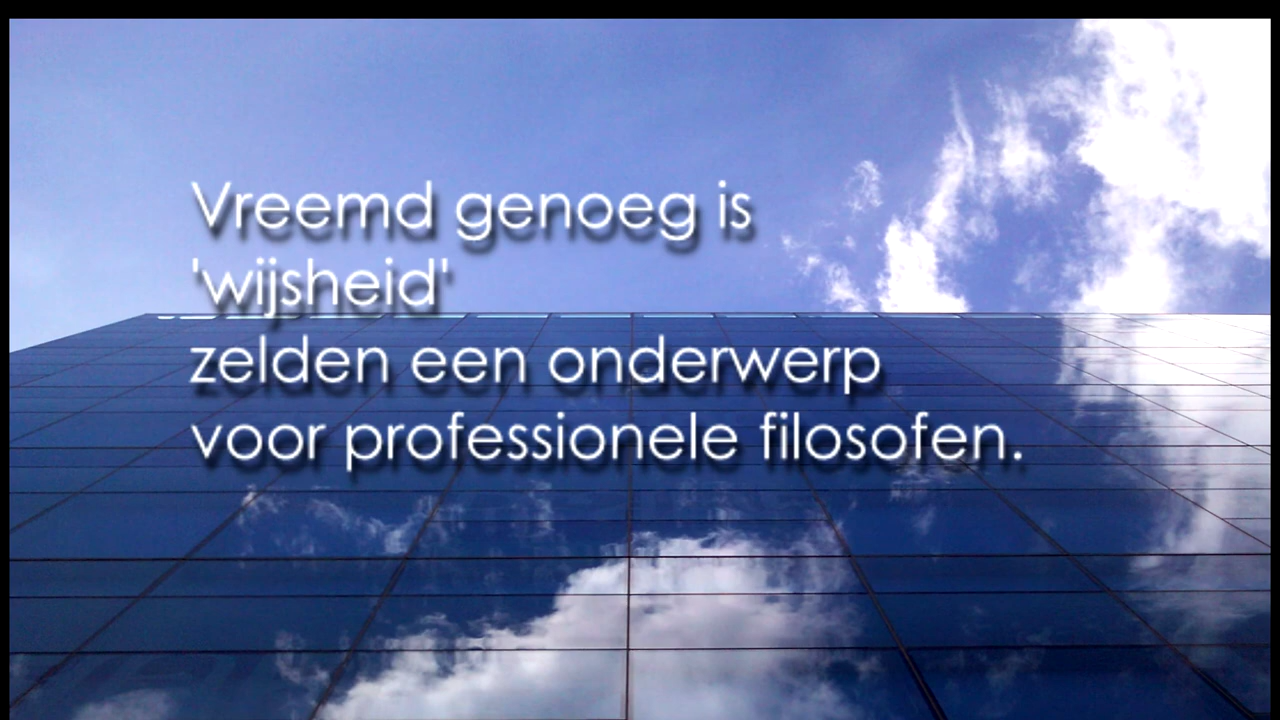 Vreemd genoeg is
'wijsheid'
zelden een onderwerp
voor professionele filosofen.